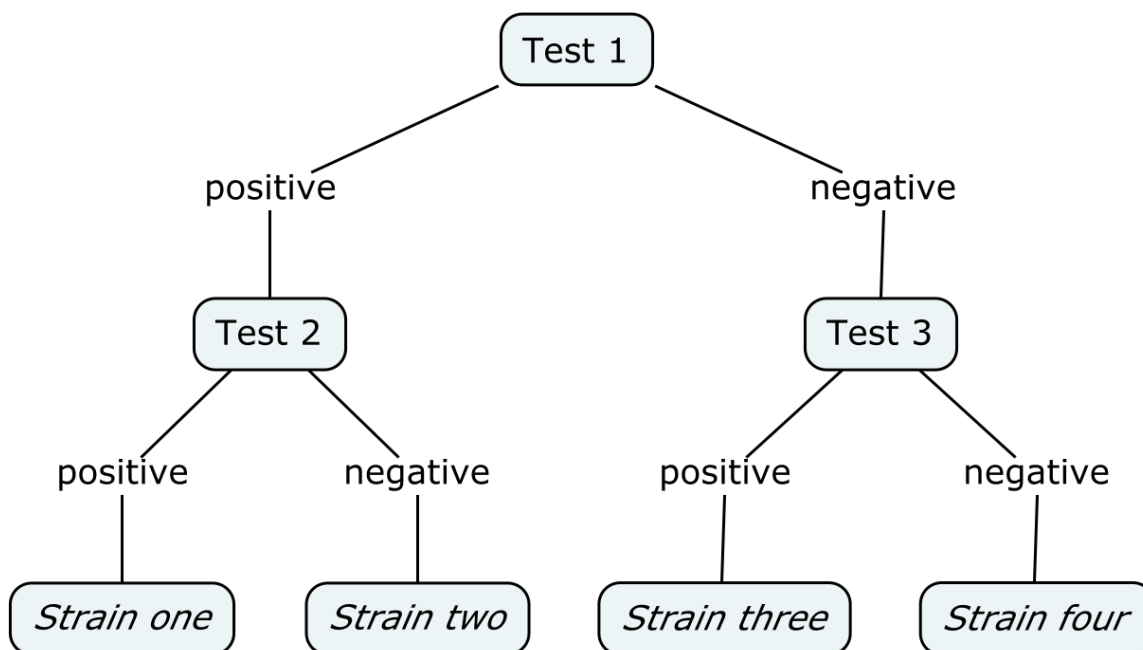 Test 1
positive
negative
Test 2
Test 3
positive
negative
positive
negative
Strain one
Strain two
Strain three
Strain four